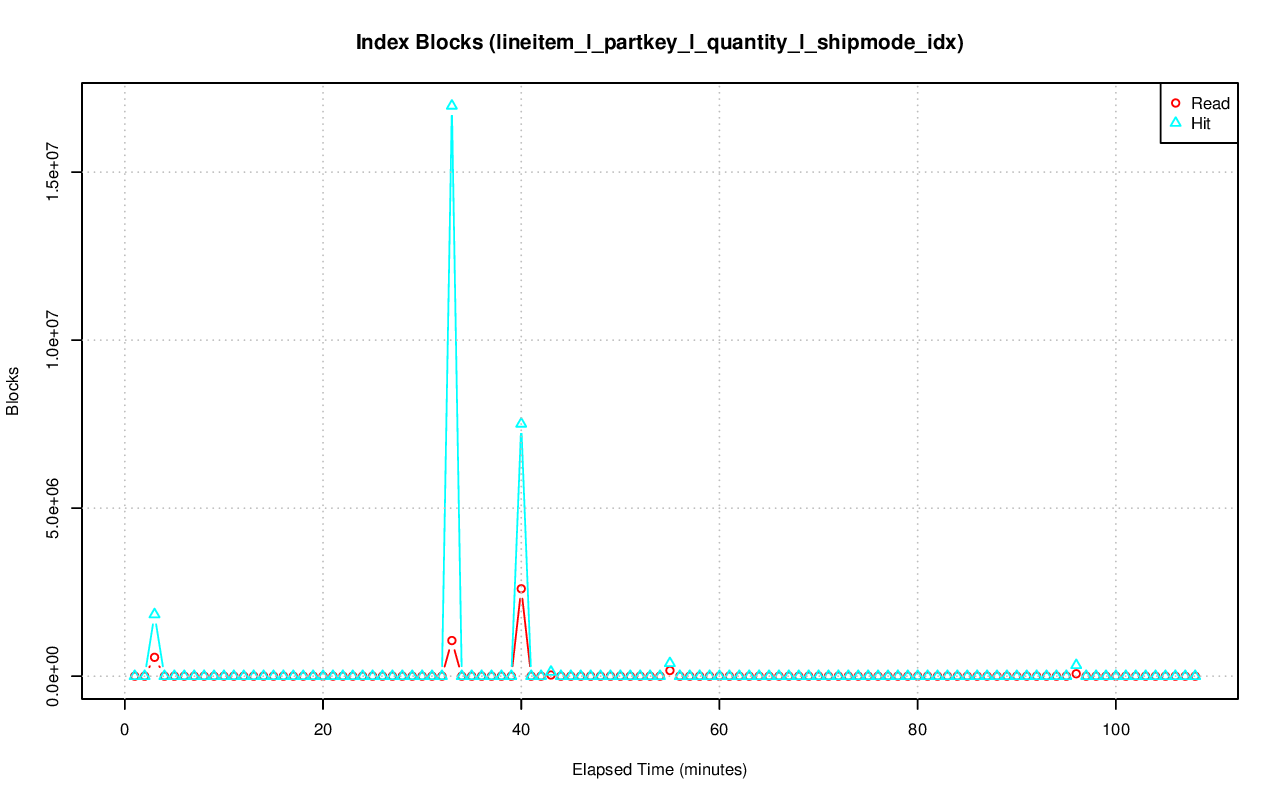 Index Blocks (lineitem_l_partkey_l_quantity_l_shipmode_idx)
Read
Hit
1.5e+07
1.0e+07
5.0e+06
0.0e+00
Blocks
0 20 40 60 80 100
Elapsed Time (minutes)